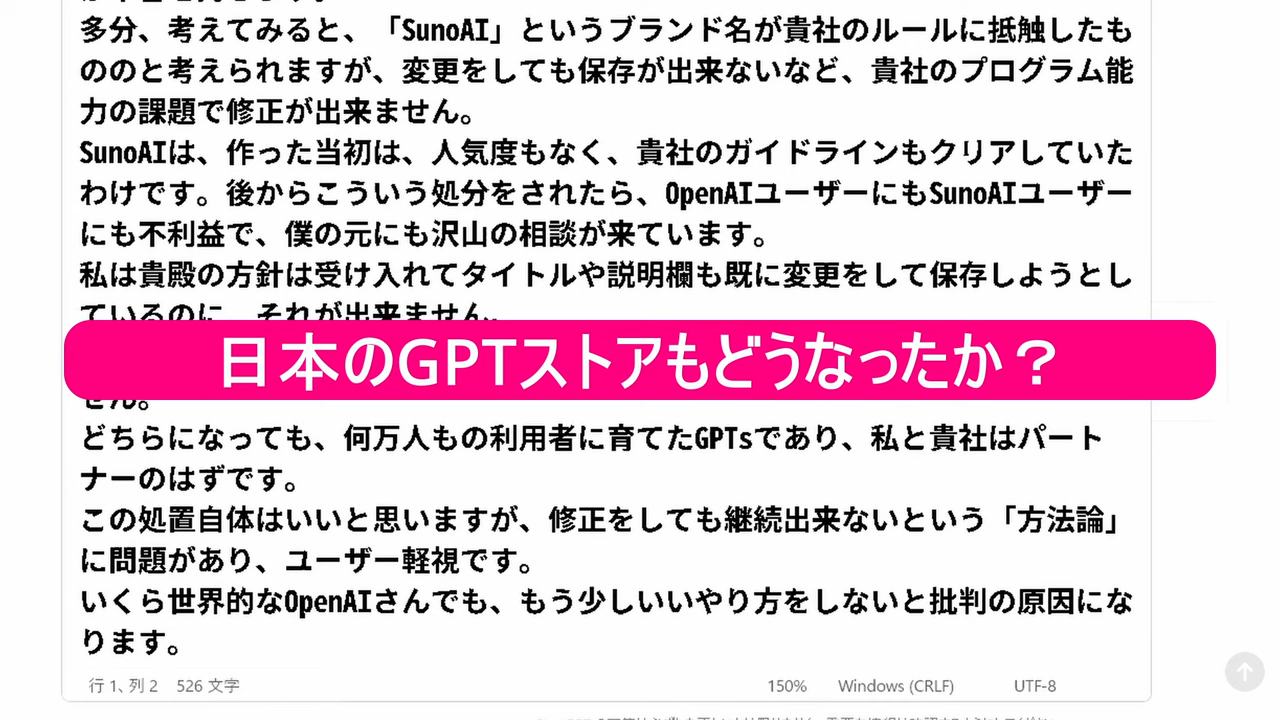 多分、考えてみると、「SunoAI」というブランド名が貴社のルールに抵触したも
ののと考えられますが、変更をしても保存が出来ないなど、貴社のプログラム能
力の課題で修正が出来ません。
SunoAIは、作った当初は、人気度もなく、貴社のガイドラインもクリアしていた
わけです。後からこういう処分をされたら、OpenAIユーザーにもSunoAIユーザー
にも不利益で、僕の元にも沢山の相談が来ています。
私は貴殿の方針は受け入れてタイトルや説明欄も既に変更をして保存しようとし
ているのに、それが出来ません。
日本のGPTストアもどうなったか？
せん。
どちらになっても、何万人もの利用者に育てたGPTsであり、私と貴社はパート
ナーのはずです。
この処置自体はいいと思いますが、修正をしても継続出来ないという「方法論」
に問題があり、ユーザー軽視です。
いくら世界的なOpenAIさんでも、もう少しいいやり方をしないと批判の原因にな
ります。
行 1、列 2 526 文字 150% Windows (CRLF) UTF-8